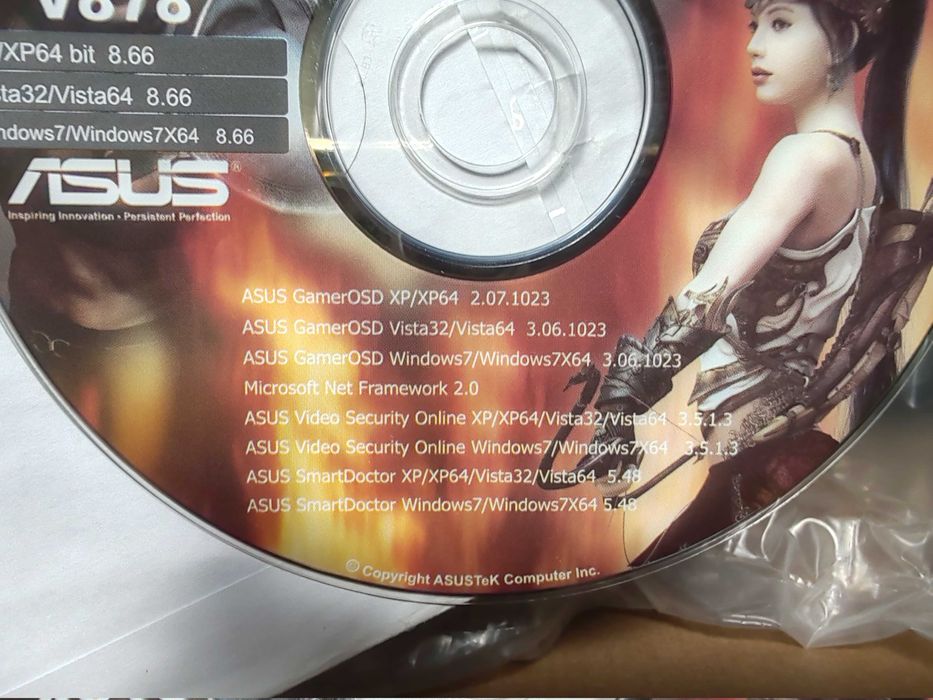 V878
/XP64 bit 8.66
sta32/Vista64 8.66
ndows7/Windows7X64 8.66
ASUS®
Inspiring Innovation • Persistent Perfection
ASUS GamerOSD XP/XP64 2.07.1023
ASUS GamerOSD Vista32/Vista64 3.06.1023
ASUS GamerOSD Windows7/Windows7X64 3.06.1023
Microsoft Net Framework 2.0
ASUS Video Security Online XP/XP64/Vista32/Vista64 3.5.1.3
ASUS Video Security Online Windows7/Windows7X64 3.5.1.3
ASUS SmartDoctor XP/XP64/Vista32/Vista64 5.48
ASUS SmartDoctor Windows7/Windows7X64 5.48
© Copyright ASUSTeK Computer Inc.